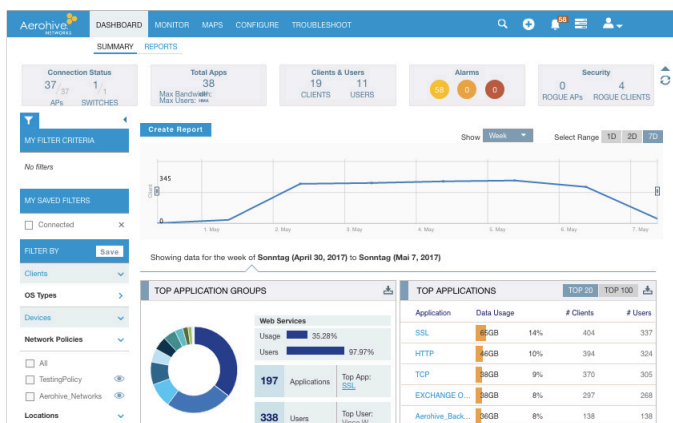 Aerohive
NETWORKS
DASHBOARD MONITOR MAPS CONFIGURE TROUBLESHOOT
58
SUMMARY REPORTS
Connection Status
37/37 1/1
APs SWITCHES
Total Apps
38
Max Bandwidth:
Max Users:
Clients & Users
19 11
CLIENTS USERS
Alarms
58 0 0
Security
0 4
ROGUE APs ROGUE CLIENTS
MY FILTER CRITERIA
No filters
MY SAVED FILTERS
Connected ×
FILTER BY Save
Clients
OS Types
Devices
Network Policies
All
TestingPolicy
Aerohive_Networks
Locations
Create Report
Show Week Select Range 1D 2D 7D
Client
345
0
1. May 2. May 3. May 4. May 5. May 6. May 7. May
Showing data for the week of Sonntag (April 30, 2017) to Sonntag (Mai 7, 2017)
TOP APPLICATION GROUPS
Web Services
Usage 35.28%
Users 97.97%
197 Applications Top App:
SSL
338 Users Top User:
TOP APPLICATIONS TOP 20 TOP 100
Application Data Usage # Clients # Users
SSL 65GB 14% 404 337
HTTP 46GB 10% 394 324
TCP 38GB 9% 370 305
EXCHANGE O... 38GB 8% 297 268
Aerohive_Back... 36GB 8% 138 138